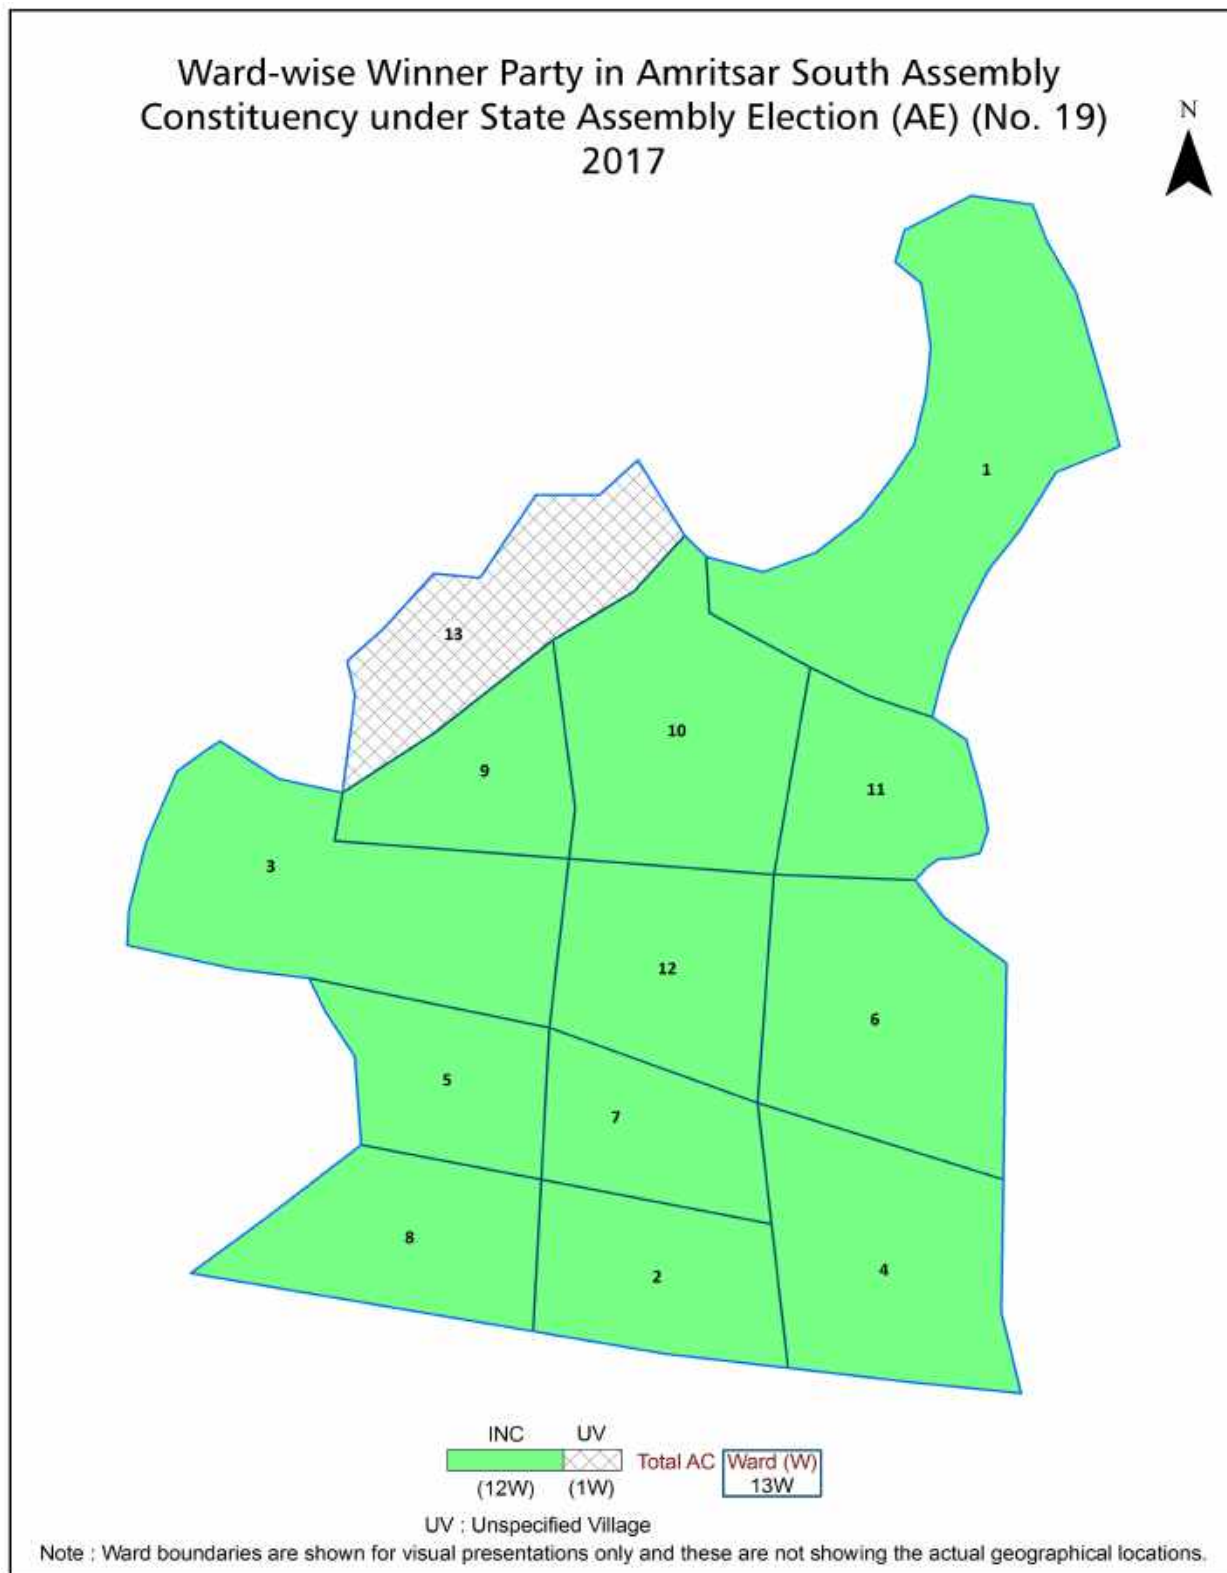 Ward-wise Winner Party in Amritsar South Assembly
Constituency under State Assembly Election (AE) (No. 19)
2017
N
1
13
10
9
11
3
12
6
5
7
8
2
4
INC UV
Total AC Ward (W)
(12W) (1W) 13W
UV : Unspecified Village
Note : Ward boundaries are shown for visual presentations only and these are not showing the actual geographical locations.